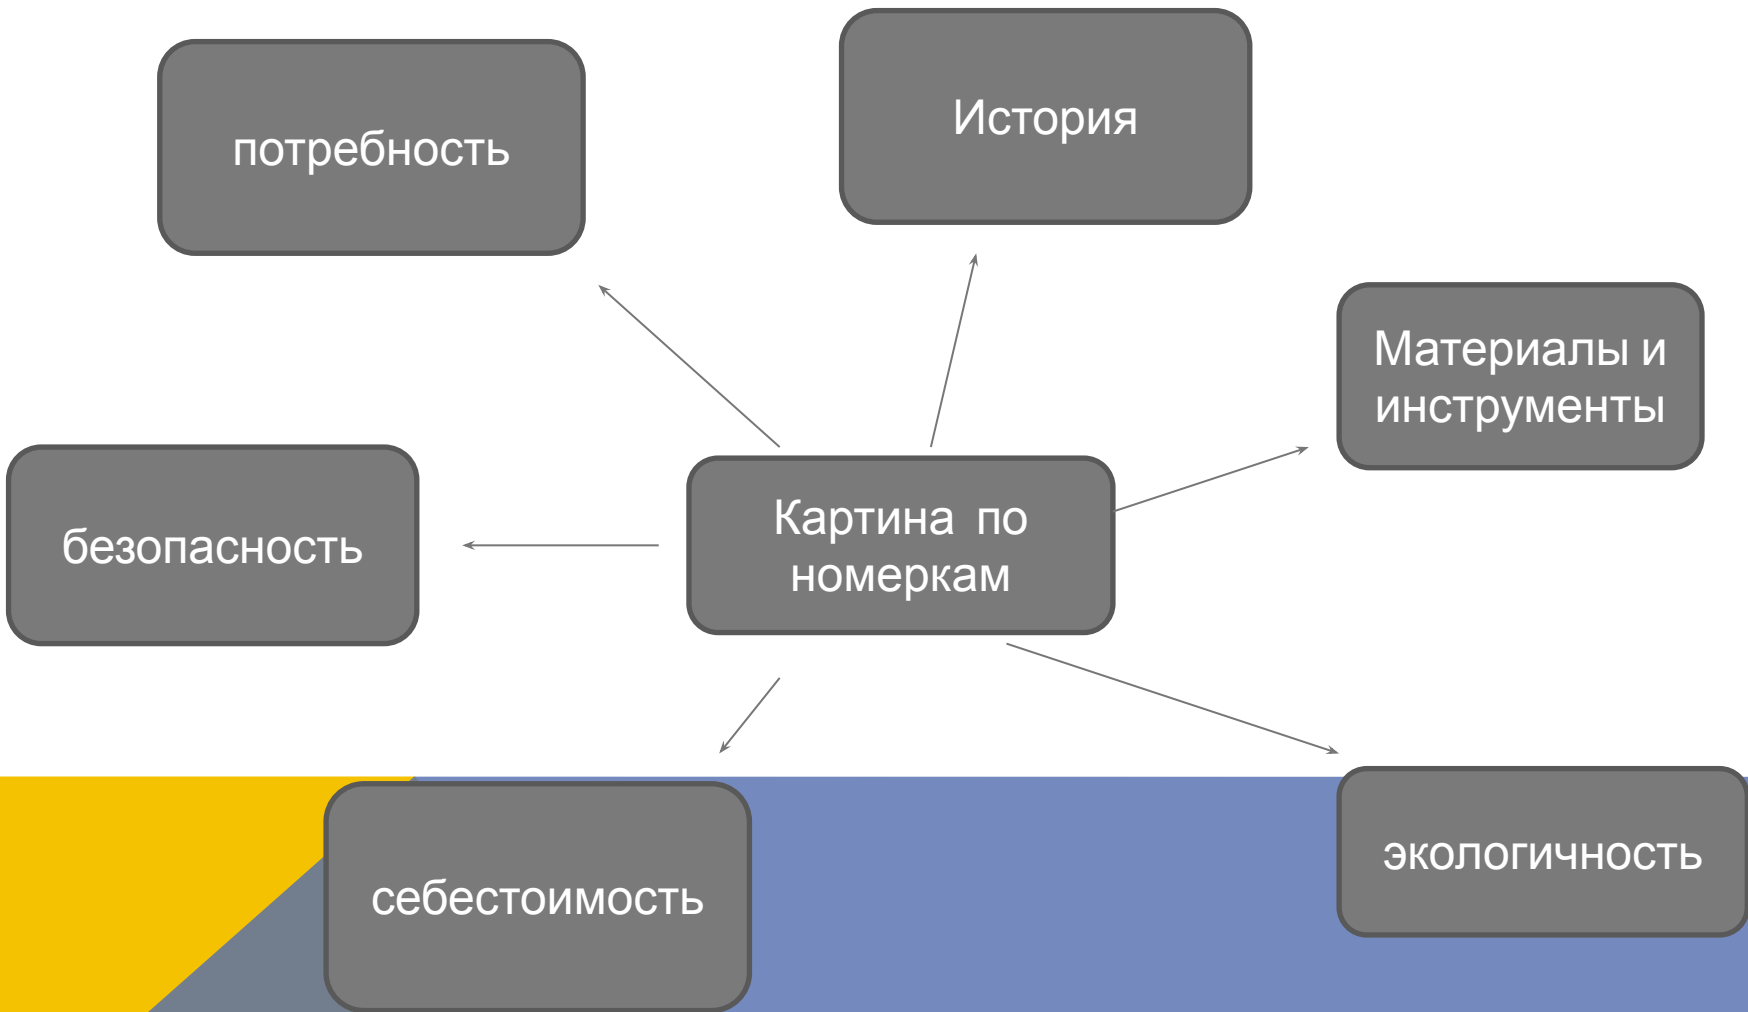 История
потребность
Материалы и
инструменты
Картина по
номеркам
безопасность
экологичность
себестоимость